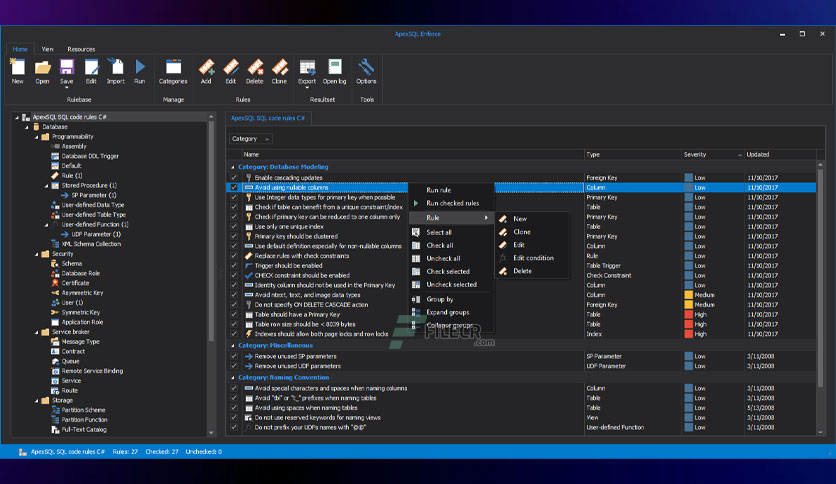 ApexSQL Enforce
Home View Resources
New Open Save Edit Import Run Categories Add Edit Delete Clone Export Open log Options
Rulebase Manage Rules Resultset Tools
ApexSQL SQL code rules C#
Database
Programmability
Assembly
Database DDL Trigger
Default
Rule (1)
Stored Procedure (1)
SP Parameter (1)
User-defined Data Type
User-defined Table Type
User-defined Function (1)
UDF Parameter (1)
XML Schema Collection
Security
Schema
Database Role
Certificate
Asymmetric Key
User (1)
Symmetric Key
Application Role
Service broker
Message Type
Contract
Queue
Remote Service Binding
Service
Route
Storage
Partition Scheme
Partition Function
Full-Text Catalog
ApexSQL SQL code rules C#
Category
Name Type Severity Updated
Category: Database Modeling
Enable cascading updates Foreign Key Low 11/10/2017
Avoid using nullable columns Column Low 11/10/2017
Use Integer data types for primary key when possible Table Low 11/10/2017
Check if table can benefit from a unique constraint/index Table Low 11/10/2017
Check if primary key can be reduced to one column only Foreign Key Low 11/10/2017
Use only one unique index Table Low 11/10/2017
Primary key should be clustered Foreign Key Low 11/10/2017
Use default definition especially for non-nullable columns Column Low 11/10/2017
Replace rules with check constraints Rule Low 11/10/2017
Trigger should be enabled Table Trigger Low 11/10/2017
CHECK constraint should be enabled Check Constraint Low 11/10/2017
Identity column should not be used in the Primary Key Column Low 11/10/2017
Avoid ntext, text, and image data types Column Medium 11/10/2017
Do not specify ON DELETE CASCADE action Foreign Key Medium 11/10/2017
Table should have a Primary Key Table High 11/10/2017
Table row size should be < 8039 bytes Table High 11/10/2017
Indexes should allow both page locks and row locks Index High 11/10/2017
Category: Miscellaneous
Remove unused SP parameters SP Parameter Low 3/11/2008
Remove unused UDF parameters UDF Parameter Low 3/11/2008
Category: Naming Convention
Avoid special characters and spaces when naming columns Column Low 3/11/2008
Avoid "tbl" or "t_" prefixes when naming tables Table Low 3/11/2008
Avoid using spaces when naming tables Table Low 5/13/2008
Do not use reserved keywords for naming views View Low 3/11/2008
Do not prefix your UDFs names with "@@" User-defined Function Low 3/11/2008
Run rule
Run checked rules
Rule
Select all
Check all
Uncheck all
Check selected
Uncheck selected
Group by
Expand groups
Collapse groups
New
Clone
Edit
Edit condition
Delete
FILECR
.com
ApexSQL SQL code rules C# Rules: 27 Checked: 27 Unchecked: 0